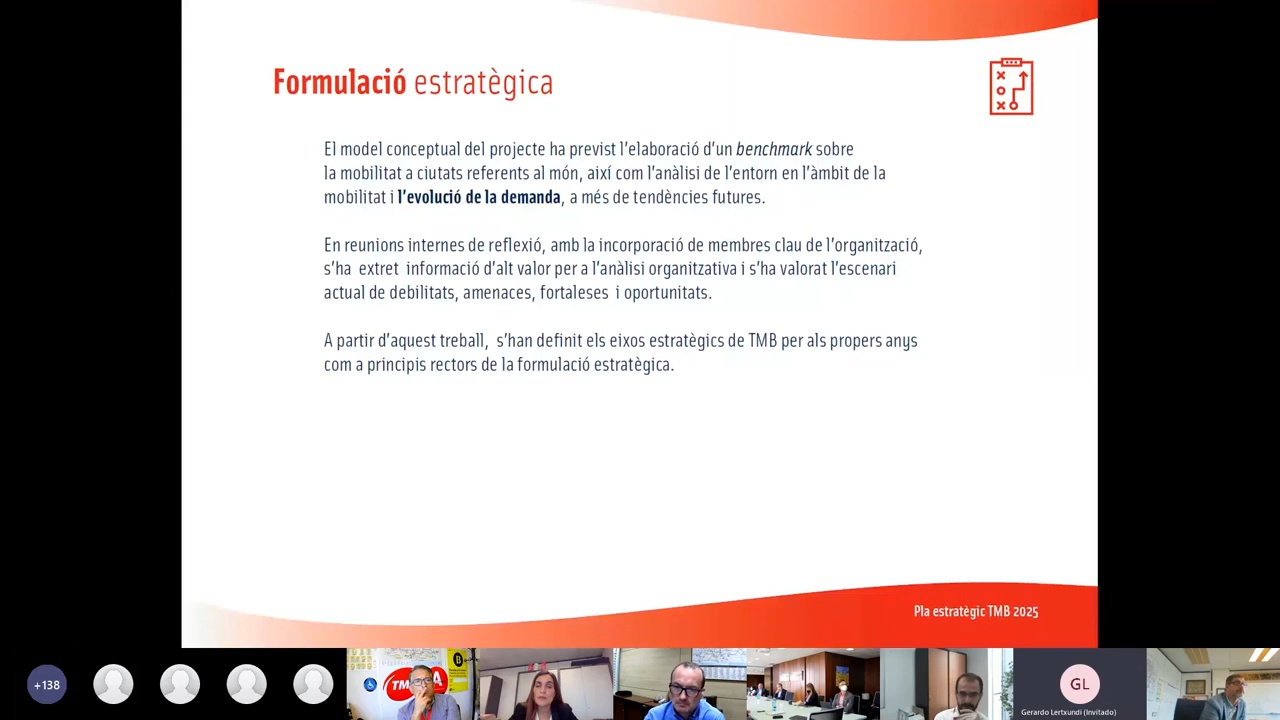 Formulació estratègica
El model conceptual del projecte ha previst l'elaboració d'un benchmark sobre
la mobilitat a ciutats referents al món, així com l'anàlisi de l'entorn en l'àmbit de la
mobilitat i l'evolució de la demanda, a més de tendències futures.
En reunions internes de reflexió, amb la incorporació de membres clau de l'organització,
s'ha extret informació d'alt valor per a l'anàlisi organitzativa i s'ha valorat l'escenari
actual de debilitats, amenaces, fortaleses i oportunitats.
A partir d'aquest treball, s'han definit els eixos estratègics de TMB per als propers anys
com a principis rectors de la formulació estratègica.
Pla estratègic TMB 2025
+138
GL
Gerardo Lertxundi (Invitado)